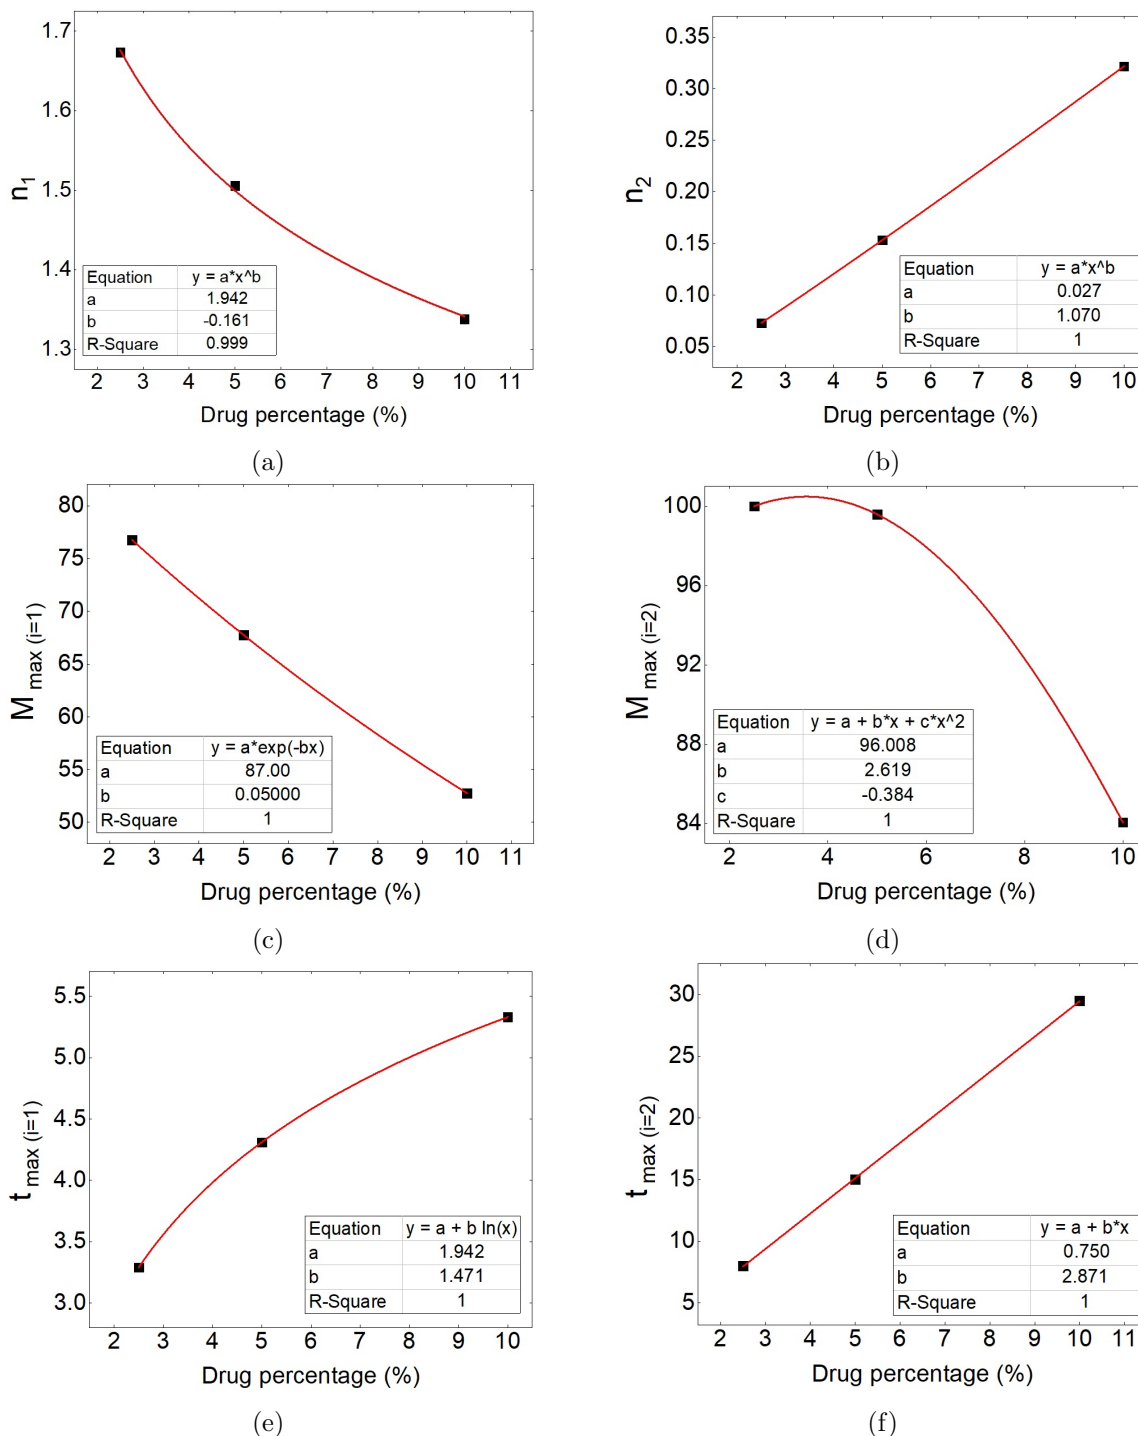 1.7
1.6
1.5
1.4
1.3
n1
Equation y = a*x^b
a 1.942
b -0.161
R-Square 0.999
2 3 4 5 6 7 8 9 10 11
Drug percentage (%)
(a)
0.35
0.30
0.25
0.20
0.15
0.10
0.05
n2
Equation y = a*x^b
a 0.027
b 1.070
R-Square 1
2 3 4 5 6 7 8 9 10
Drug percentage (%)
(b)
80
75
70
65
60
55
50
M max (i=1)
Equation y = a*exp(-bx)
a 87.00
b 0.05000
R-Square 1
2 3 4 5 6 7 8 9 10 11
Drug percentage (%)
(c)
100
96
92
88
84
M max (i=2)
Equation y = a + b*x + c*x^2
a 96.008
b 2.619
c -0.384
R-Square 1
2 4 6 8 10
Drug percentage (%)
(d)
5.5
5.0
4.5
4.0
3.5
3.0
t max (i=1)
Equation y = a + b ln(x)
a 1.942
b 1.471
R-Square 1
2 3 4 5 6 7 8 9 10
Drug percentage (%)
(e)
30
25
20
15
10
5
t max (i=2)
Equation y = a + b*x
a 0.750
b 2.871
R-Square 1
2 3 4 5 6 7 8 9 10 11
Drug percentage (%)
(f)